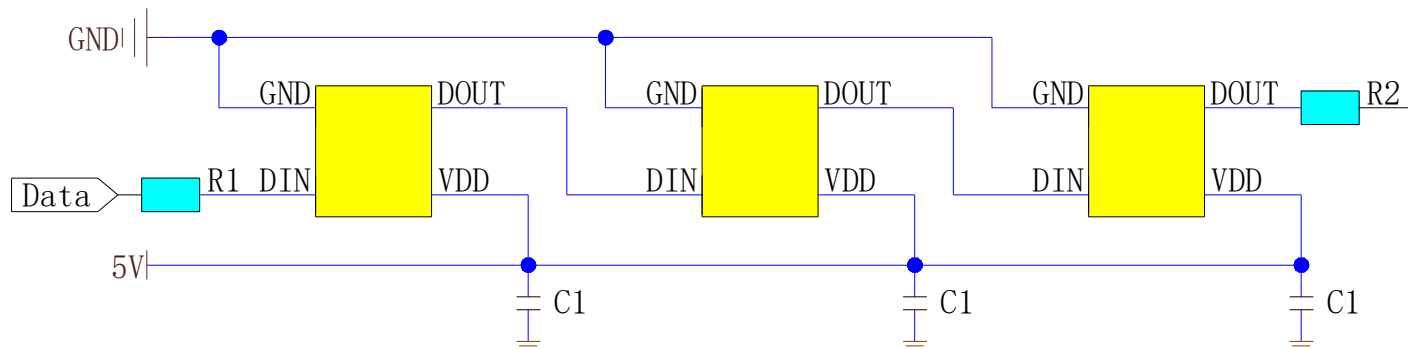 GND
GND DOUT GND DOUT GND DOUT R2
Data R1 DIN VDD DIN VDD DIN VDD
5V
C1 C1 C1